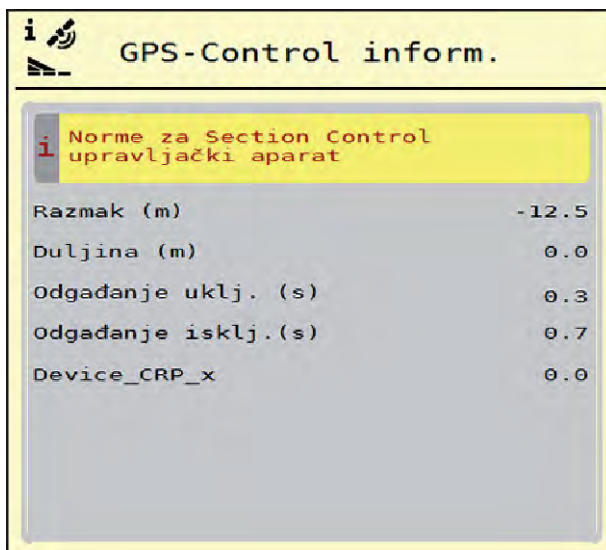 i
GPS-Control inform.
i Norme za Section Control
upravljački aparat
Razmak (m) -12.5
Duljina (m) 0.0
Odgađanje uklj. (s) 0.3
Odgađanje isklj.(s) 0.7
Device_CRP_x 0.0